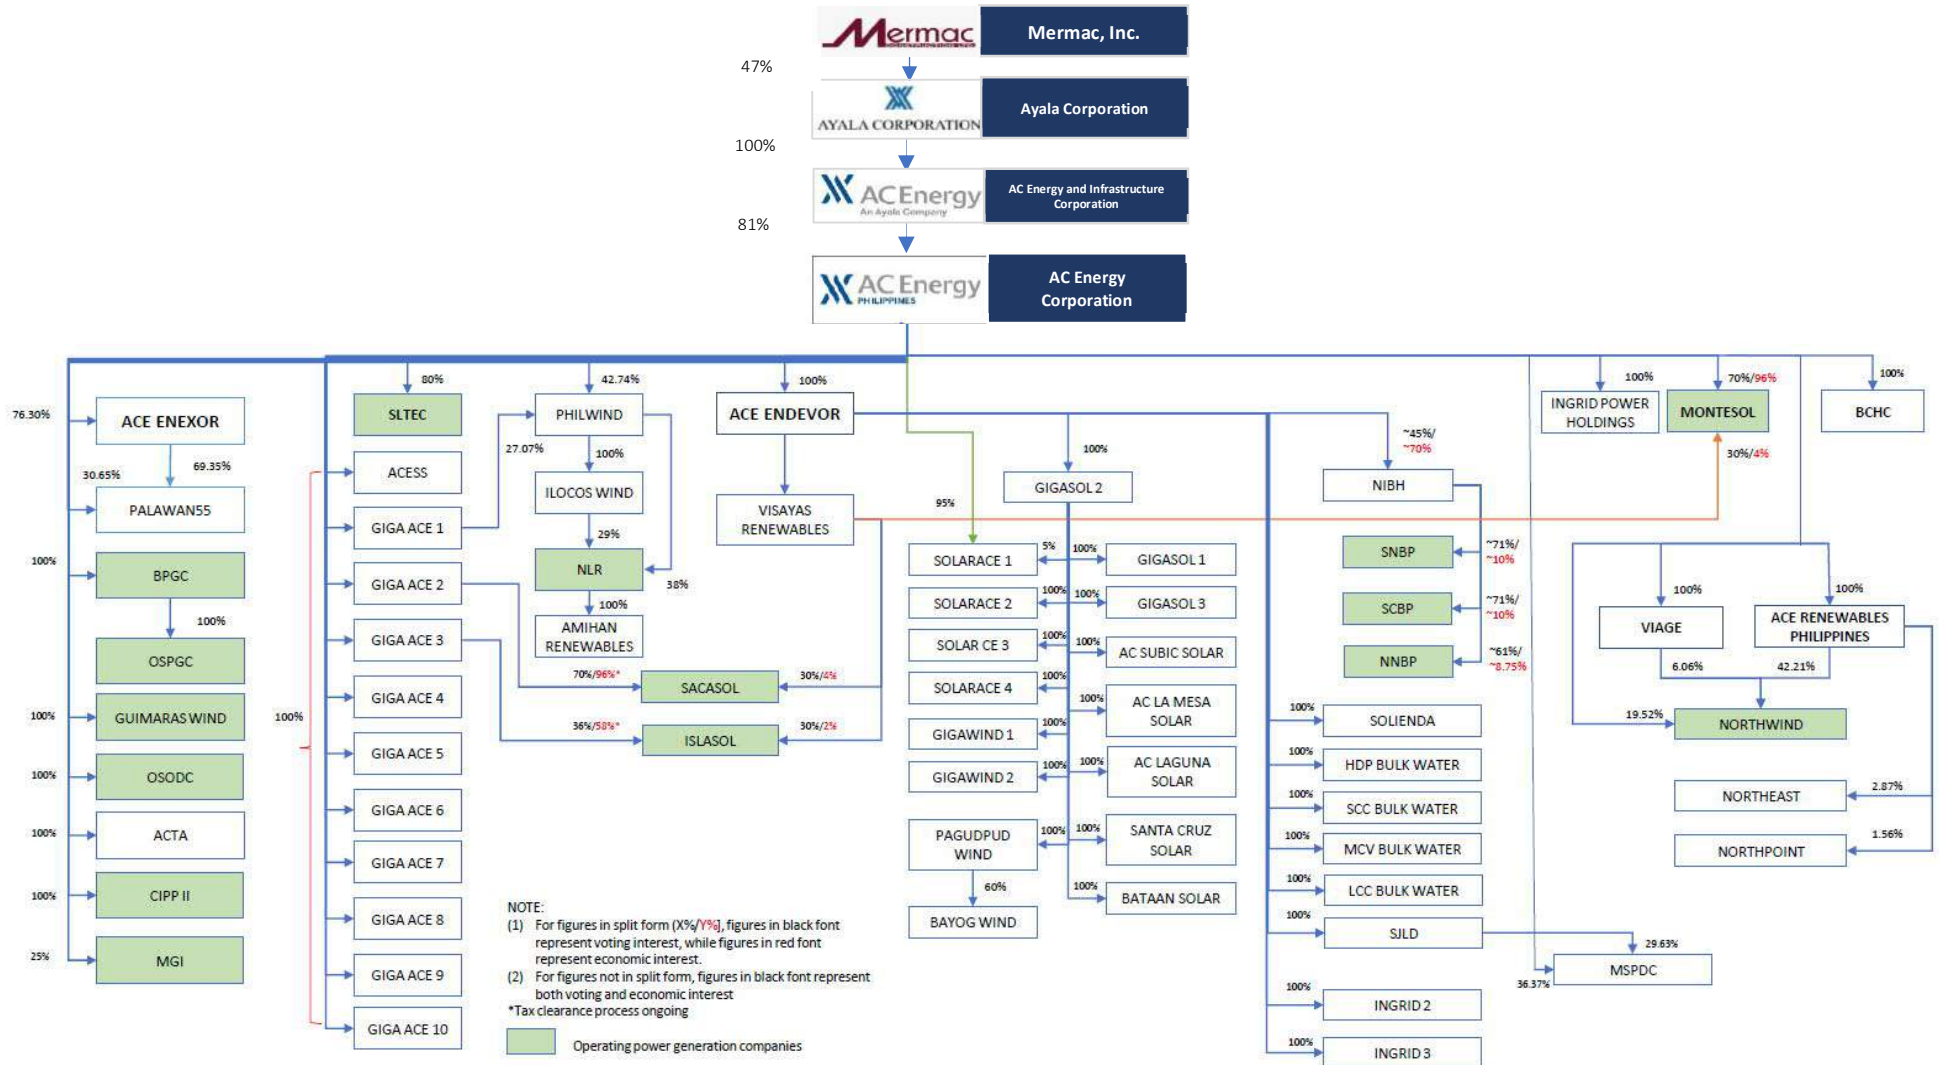 Mermac
CONSTRUCTION LTD.
Mermac, Inc.
47%
AYALA CORPORATION
Ayala Corporation
100%
ACEnergy
An Ayala Company
AC Energy and Infrastructure
Corporation
81%
AC Energy
PHILIPPINES
AC Energy
Corporation
76.30%
ACE ENEXOR
30.65%
69.35%
PALAWAN55
100%
BPGC
100%
OSPGC
100%
GUIMARAS WIND
100%
OSODC
100%
ACTA
100%
CIPP II
25%
MGI
80%
SLTEC
100%
ACESS
GIGA ACE 1
GIGA ACE 2
GIGA ACE 3
GIGA ACE 4
GIGA ACE 5
GIGA ACE 6
GIGA ACE 7
GIGA ACE 8
GIGA ACE 9
GIGA ACE 10
42.74%
PHILWIND
27.07%
100%
ILOCOS WIND
29%
NLR
38%
100%
AMIHAN
RENEWABLES
70%/96%*
SACASOL
30%/4%
36%/58%*
ISLASOL
30%/2%
100%
ACE ENDEVOR
VISAYAS
RENEWABLES
95%
100%
GIGASOL 2
SOLARACE 1
5%
100%
GIGASOL 1
SOLARACE 2
100%
100%
GIGASOL 3
SOLAR CE 3
100%
100%
AC SUBIC SOLAR
SOLARACE 4
100%
100%
AC LA MESA
SOLAR
GIGAWIND 1
100%
GIGAWIND 2
100%
100%
AC LAGUNA
SOLAR
PAGUDPUD
WIND
100%
100%
SANTA CRUZ
SOLAR
60%
BAYOG WIND
100%
BATAAN SOLAR
~45%/
~70%
NIBH
SNBP
~71%/
~10%
SCBP
~71%/
~10%
NNBP
~61%/
~8.75%
100%
SOLIENDA
100%
HDP BULK WATER
100%
SCC BULK WATER
100%
MCV BULK WATER
100%
LCC BULK WATER
100%
SJLD
29.63%
MSPDC
36.37%
100%
INGRID 2
100%
INGRID 3
100%
INGRID POWER
HOLDINGS
70%/96%
MONTESOL
30%/4%
100%
BCHC
100%
VIAGE
100%
ACE RENEWABLES
PHILIPPINES
6.06%
42.21%
19.52%
NORTHWIND
NORTHEAST
2.87%
NORTHPOINT
1.56%
NOTE:
(1) For figures in split form (X%/Y%], figures in black font
represent voting interest, while figures in red font
represent economic interest.
(2) For figures not in split form, figures in black font represent
both voting and economic interest
*Tax clearance process ongoing
Operating power generation companies